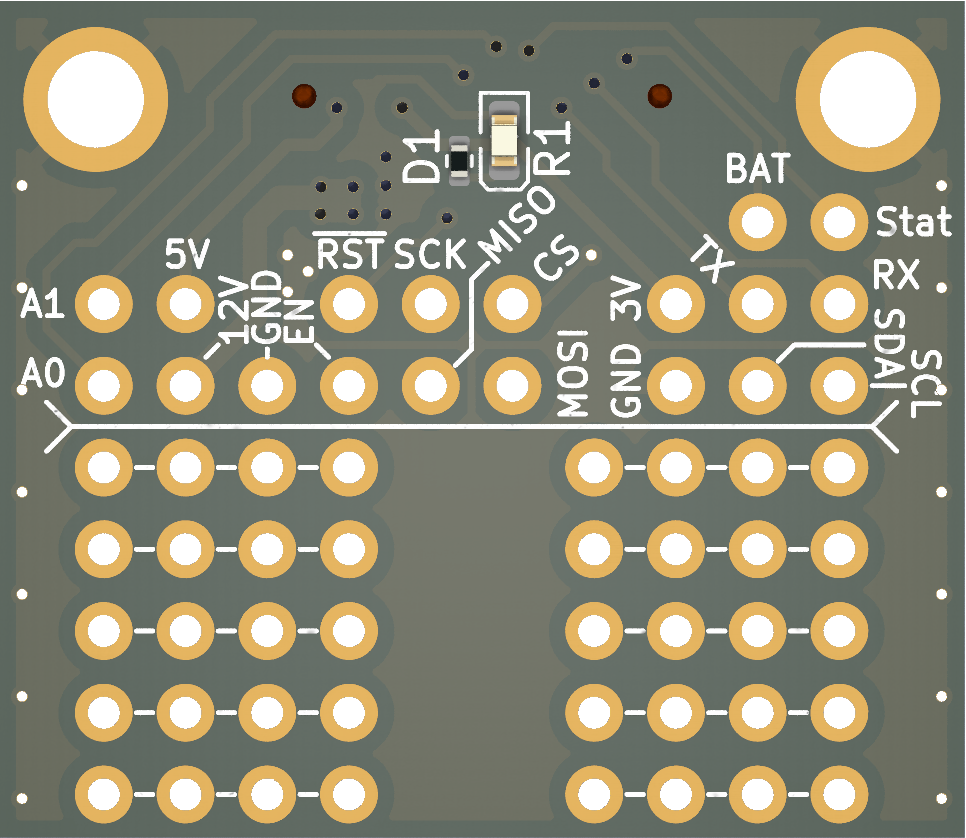 D1
R1
BAT
MISO
Stat
5V
RST
SCK
CS
TX
RX
A1
12V
GND
EN
3V
SDA
A0
MOSI
GND
SCL